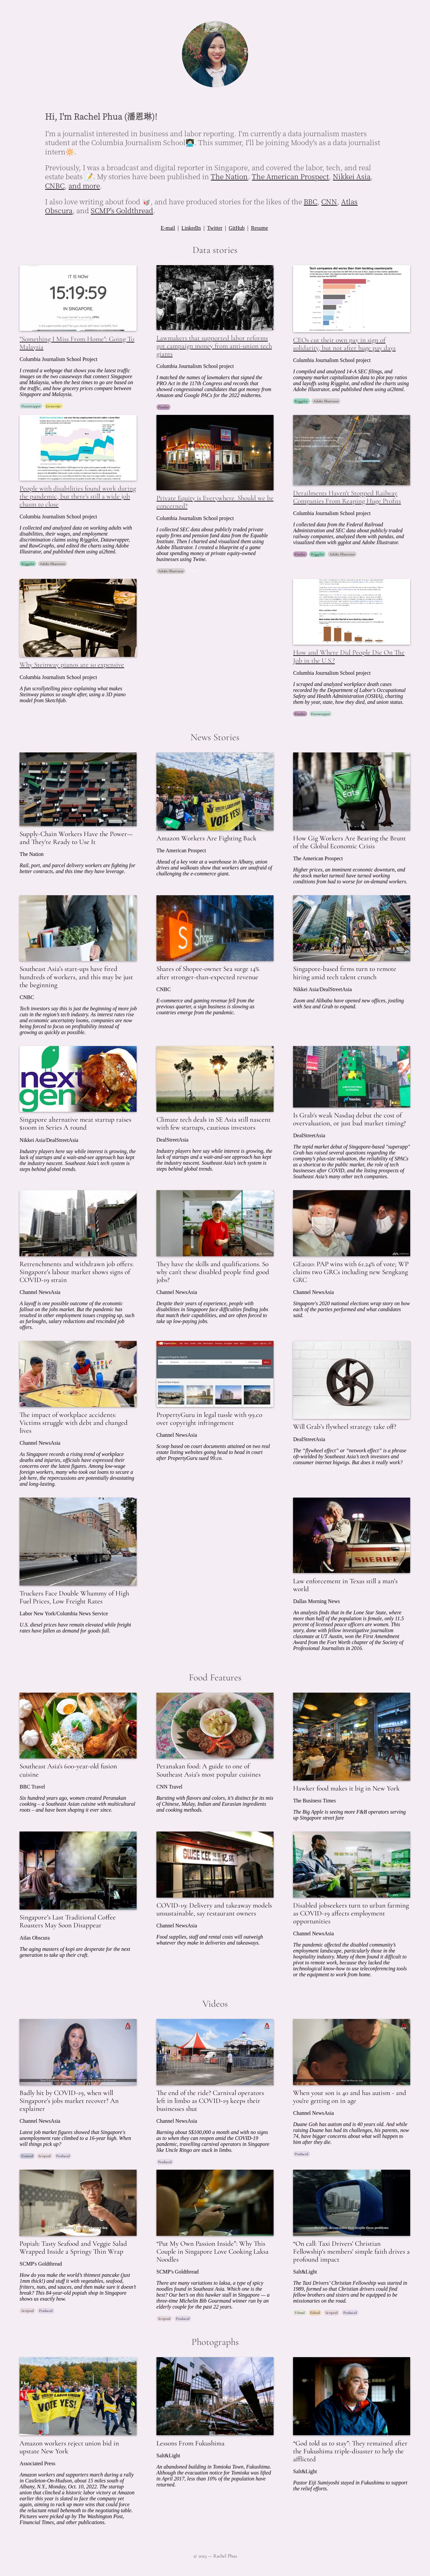 Hi, I'm Rachel Phua (潘恩琳)!
I'm a journalist interested in business and labor reporting. I'm currently a data journalism masters
student at the Columbia Journalism School👩🏻‍💻. This summer, I'll be joining Moody's as a data journalism
intern🔆.
Previously, I was a broadcast and digital reporter in Singapore, and covered the labor, tech, and real
estate beats 📝. My stories have been published in The Nation, The American Prospect, Nikkei Asia,
CNBC, and more.
I also love writing about food 🥡, and have produced stories for the likes of the BBC, CNN, Atlas
Obscura, and SCMP's Goldthread.
E-mail | LinkedIn | Twitter | GitHub | Resume
Data stories
IT IS NOW
15:19:59
IN SINGAPORE.
"Something I Miss From Home": Going To
Malaysia
Columbia Journalism School Project
I created a webpage that shows you the latest traffic
images at the two causeways that connect Singapore
and Malaysia, when the best time is to go based on
the traffic, and how grocery prices compare between
Singapore and Malaysia.
Lawmakers that supported labor reforms
got campaign money from anti-union tech
giants
Columbia Journalism School project
I matched the names of lawmakers that signed the
PRO Act in the 117th Congress and records that
showed congressional candidates that got money from
Amazon and Google PACs for the 2022 midterms.
CEOs cut their own pay in sign of
solidarity, but not after huge pay days
Columbia Journalism School project
I compiled and analyzed 14-A SEC filings, and
company market capitalization data to find pay ratios
and layoffs using R/ggplot, and edited the charts using
Adobe Illustrator, and published them using ai2html.
People with disabilities found work during
the pandemic, but there's still a wide job
chasm to close
Columbia Journalism School project
I collected and analyzed data on working adults with
disabilities, their wages, and employment
discrimination claims using R/ggplot, Datawrapper,
and RawGraphs. I edited the charts using Adobe
Illustrator, and published them using ai2html.
Private Equity is Everywhere. Should we be
concerned?
Columbia Journalism School project
I collected SEC data about publicly traded private
equity firms and pension fund data from the Equable
Institute. Then I charted and visualized them using
Adobe Illustrator. I created a blueprint of a game
about spending money at private equity-owned
businesses using Twine.
Derailments Haven't Stopped Railway
Companies From Reaping Huge Profits
Columbia Journalism School project
I collected data from the Federal Railroad
Administration and SEC data about publicly traded
railway companies, analyzed them with pandas, and
visualized them with ggplot and Adobe Illustrator.
Why Steinway pianos are so expensive
Columbia Journalism School project
A fun scrollytelling piece explaining what makes
Steinway pianos so sought after, using a 3D piano
model from Sketchfab.
How and Where Did People Die On The
Job in the U.S.?
Columbia Journalism School project
I scraped and analyzed workplace death cases
recorded by the Department of Labor's Occupational
Safety and Health Administration (OSHA), charting
them by year, state, how they died, and union status.
News Stories
Supply-Chain Workers Have the Power—
and They're Ready to Use It
The Nation
Rail, port, and parcel delivery workers are fighting for
better contracts, and this time they have leverage.
VOTE YES!
Amazon Workers Are Fighting Back
The American Prospect
Ahead of a key vote at a warehouse in Albany, union
drives and walkouts show that workers are unafraid of
challenging the e-commerce grant.
Eats
How Gig Workers Are Bearing the Brunt
of the Global Economic Crisis
The American Prospect
Higher prices, an imminent economic downturn, and
the stock market turmoil have turned working
conditions from bad to worse for on-demand workers.
Southeast Asia's start-ups have fired
hundreds of workers, and this may be just
the beginning
CNBC
Tech investors say this is just the beginning of more job
cuts in the region's tech industry. As interest rates rise
and economic uncertainty looms, companies are now
being forced to focus on profitability instead of
growing as quickly as possible.
Shopee
Shares of Shopee-owner Sea surge 14%
after stronger-than-expected revenue
CNBC
E-commerce and gaming revenue fell from the
previous quarter, a sign business is slowing as
countries emerge from the pandemic.
Singapore-based firms turn to remote
hiring amid tech talent crunch
Nikkei Asia/DealStreetAsia
Zoom and Alibaba have opened new offices, jostling
with Sea and Grab to expand.
next
gen
Singapore alternative meat startup raises
$100m in Series A round
Nikkei Asia/DealStreetAsia
Industry players here say while interest is growing, the
lack of startups and a wait-and-see approach has kept
the industry nascent. Southeast Asia's tech system is
steps behind global trends.
Climate tech deals in SE Asia still nascent
with few startups, cautious investors
DealStreetAsia
Industry players here say while interest is growing, the
lack of startups and a wait-and-see approach has kept
the industry nascent. Southeast Asia's tech system is
steps behind global trends.
Is Grab's weak Nasdaq debut the cost of
overvaluation, or just bad market timing?
DealStreetAsia
The tepid market debut of Singapore-based "superapp"
Grab has raised several questions regarding the
company's plus-size valuation, the reliability of SPACs
as a shortcut to the public market, the role of tech
businesses after COVID, and the listing prospects of
Southeast Asia's many other tech companies.
Retrenchments and withdrawn job offers:
Singapore's labour market shows signs of
COVID-19 strain
Channel NewsAsia
A layoff is one possible outcome of the economic
fallout on the job market. But the pandemic has
resulted in other employment issues cropping up, such
as furloughs, salary reductions and rescinded job
offers.
They have the skills and qualifications. So
why can't these disabled people find good
jobs?
Channel NewsAsia
Despite their years of experience, people with
disabilities in Singapore face difficulties finding jobs
that match their capabilities, and are often forced to
take up low-paying jobs.
GE2020: PAP wins with 61.24% of vote; WP
claims two GRCs including new Sengkang
GRC
Channel NewsAsia
Singapore's 2020 national elections wrap story on how
each of the parties performed and what candidates
said.
The impact of workplace accidents:
Victims struggle with debt and changed
lives
Channel NewsAsia
As Singapore records a rising trend of workplace
deaths and injuries, officials have expressed their
concerns over the latest figures. Among low-wage
foreign workers, many who took out loans to secure a
job here, the repercussions are potentially devastating
and long-lasting.
PropertyGuru in legal tussle with 99.co
over copyright infringement
Channel NewsAsia
Scoop based on court documents attained on two real
estate listing websites going head to head in court
after PropertyGuru sued 99.co.
Will Grab's flywheel strategy take off?
DealStreetAsia
The "flywheel effect" or "network effect" is a phrase
oft-wielded by Southeast Asia's tech investors and
consumer internet bigwigs. But does it really work?
Truckers Face Double Whammy of High
Fuel Prices, Low Freight Rates
Labor New York/Columbia News Service
U.S. diesel prices have remain elevated while freight
rates have fallen as demand for goods fall.
SHERIFF
Law enforcement in Texas still a man's
world
Dallas Morning News
An analysis finds that in the Lone Star State, where
more than half of the population is female, only 11.5
percent of licensed peace officers are women. This
story, done with fellow investigative journalism
classmate at UT Austin, won the First Amendment
Award from the Fort Worth chapter of the Society of
Professional Journalists in 2016.
Food Features
Southeast Asia's 600-year-old fusion
cuisine
BBC Travel
Six hundred years ago, women created Peranakan
cooking – a Southeast Asian cuisine with multicultural
roots – and have been shaping it ever since.
Peranakan food: A guide to one of
Southeast Asia's most popular cuisines
CNN Travel
Bursting with flavors and colors, it's distinct for its mix
of Chinese, Malay, Indian and Eurasian ingredients
and cooking methods.
Hawker food makes it big in New York
The Business Times
The Big Apple is seeing more F&B operators serving
up Singapore street fare
Singapore's Last Traditional Coffee
Roasters May Soon Disappear
Atlas Obscura
The aging masters of kopi are desperate for the next
generation to take up their craft.
COVID-19: Delivery and takeaway models
unsustainable, say restaurant owners
Channel NewsAsia
Food supplies, staff and rental costs will outweigh
whatever they make in deliveries and takeaways.
Disabled jobseekers turn to urban farming
as COVID-19 affects employment
opportunities
Channel NewsAsia
The pandemic affected the disabled community's
employment landscape, particularly those in the
hospitality industry. Many of them found it difficult to
pivot to remote work, because they lacked the
technological know-how to use teleconferencing tools
or the equipment to work from home.
Videos
Badly hit by COVID-19, when will
Singapore's jobs market recover? An
explainer
Channel NewsAsia
Latest job market figures showed that Singapore's
unemployment rate climbed to a 16-year high. When
will things pick up?
The end of the ride? Carnival operators
left in limbo as COVID-19 keeps their
businesses shut
Channel NewsAsia
Burning about S$100,000 a month and with no signs
as to when they can resume amid the COVID-19
pandemic, travelling carnival operators in Singapore
like Uncle Ringo are stuck in limbo.
When your son is 40 and has autism - and
you're getting on in age
Channel NewsAsia
Duane Goh has autism and is 40 years old. And while
raising Duane has had its challenges, his parents, now
74, have bigger concerns about what will happen to
him after they die.
Popiah: Tasty Seafood and Veggie Salad
Wrapped Inside a Springy Thin Wrap
SCMP's Goldthread
How do you make the world's thinnest pancake (just
1mm thick!) and stuff it with vegetables, seafood,
fritters, nuts, and sauces, and then make sure it doesn't
break? This 84-year-old popiah shop in Singapore
shows us exactly how.
"Put My Own Passion Inside": Why This
Couple in Singapore Love Cooking Laksa
Noodles
SCMP's Goldthread
There are many variations to laksa, a type of spicy
noodles found in Southeast Asia. Which one is the
best? Our bet's on this hawker stall in Singapore — a
three-time Michelin Bib Gourmand winner run by an
elderly couple for the past 22 years.
"On call: Taxi Drivers' Christian
Fellowship's members' simple faith drives a
profound impact
Salt&Light
The Taxi Drivers' Christian Fellowship was started in
1989, formed so that Christian cabbies could find
fellow brothers and sisters and be equipped to be
missionaries on the road.
Photographs
VOTE YES!
Amazon workers reject union bid in
upstate New York
Associated Press
Amazon workers and supporters march during a rally
in Castleton-On-Hudson, about 15 miles south of
Albany, N.Y., Monday, Oct. 10, 2022. The startup
union that clinched a historic labor victory at Amazon
earlier this year is slated to face the company yet
again, aiming to rack up more wins that could force
the reluctant retail behemoth to the negotiating table.
Pictures were picked up by The Washington Post,
Financial Times, and other publications.
Lessons From Fukushima
Salt&Light
An abandoned building in Tomioka Town, Fukushima.
Although the evacuation notice for Tomioka was lifted
in April 2017, less than 10% of the population have
returned.
"God told us to stay": They remained after
the Fukushima triple-disaster to help the
afflicted
Salt&Light
Pastor Eiji Sumiyoshi stayed in Fukushima to support
the relief efforts.
© 2023 — Rachel Phua